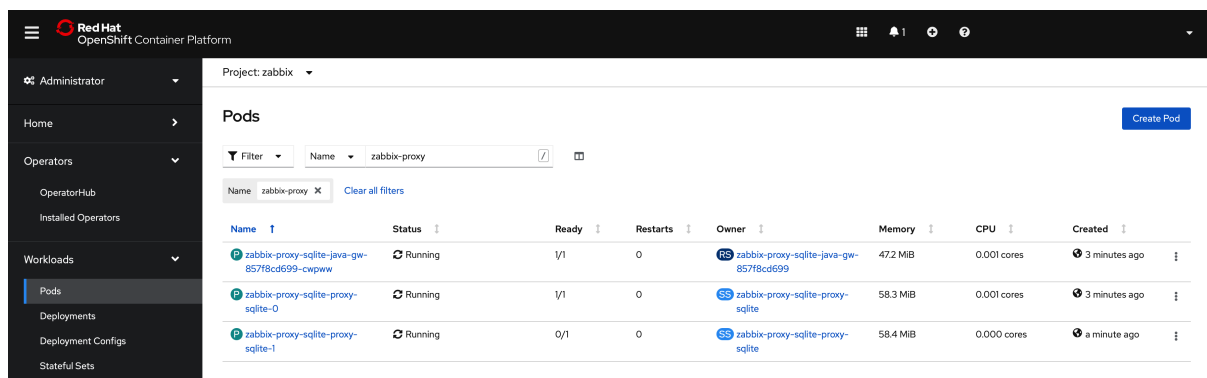 Red Hat
OpenShift Container Platform
1
Administrator
Project: zabbix
Home
Pods
Create Pod
Operators
Filter
Name
zabbix-proxy
/
OperatorHub
Name zabbix-proxy
Clear all filters
Installed Operators
Name Status Ready Restarts Owner Memory CPU Created
Workloads
P zabbix-proxy-sqlite-java-gw-
857f8cd699-cwpww
Running 1/1 0
RS zabbix-proxy-sqlite-java-gw-
857f8cd699
47.2 MiB 0.001 cores 3 minutes ago
Pods
P zabbix-proxy-sqlite-proxy-
sqlite-0
Running 1/1 0
SS zabbix-proxy-sqlite-proxy-
sqlite
58.3 MiB 0.001 cores 3 minutes ago
Deployments
Deployment Configs
P zabbix-proxy-sqlite-proxy-
sqlite-1
Running 0/1 0
SS zabbix-proxy-sqlite-proxy-
sqlite
58.4 MiB 0.000 cores a minute ago
Stateful Sets